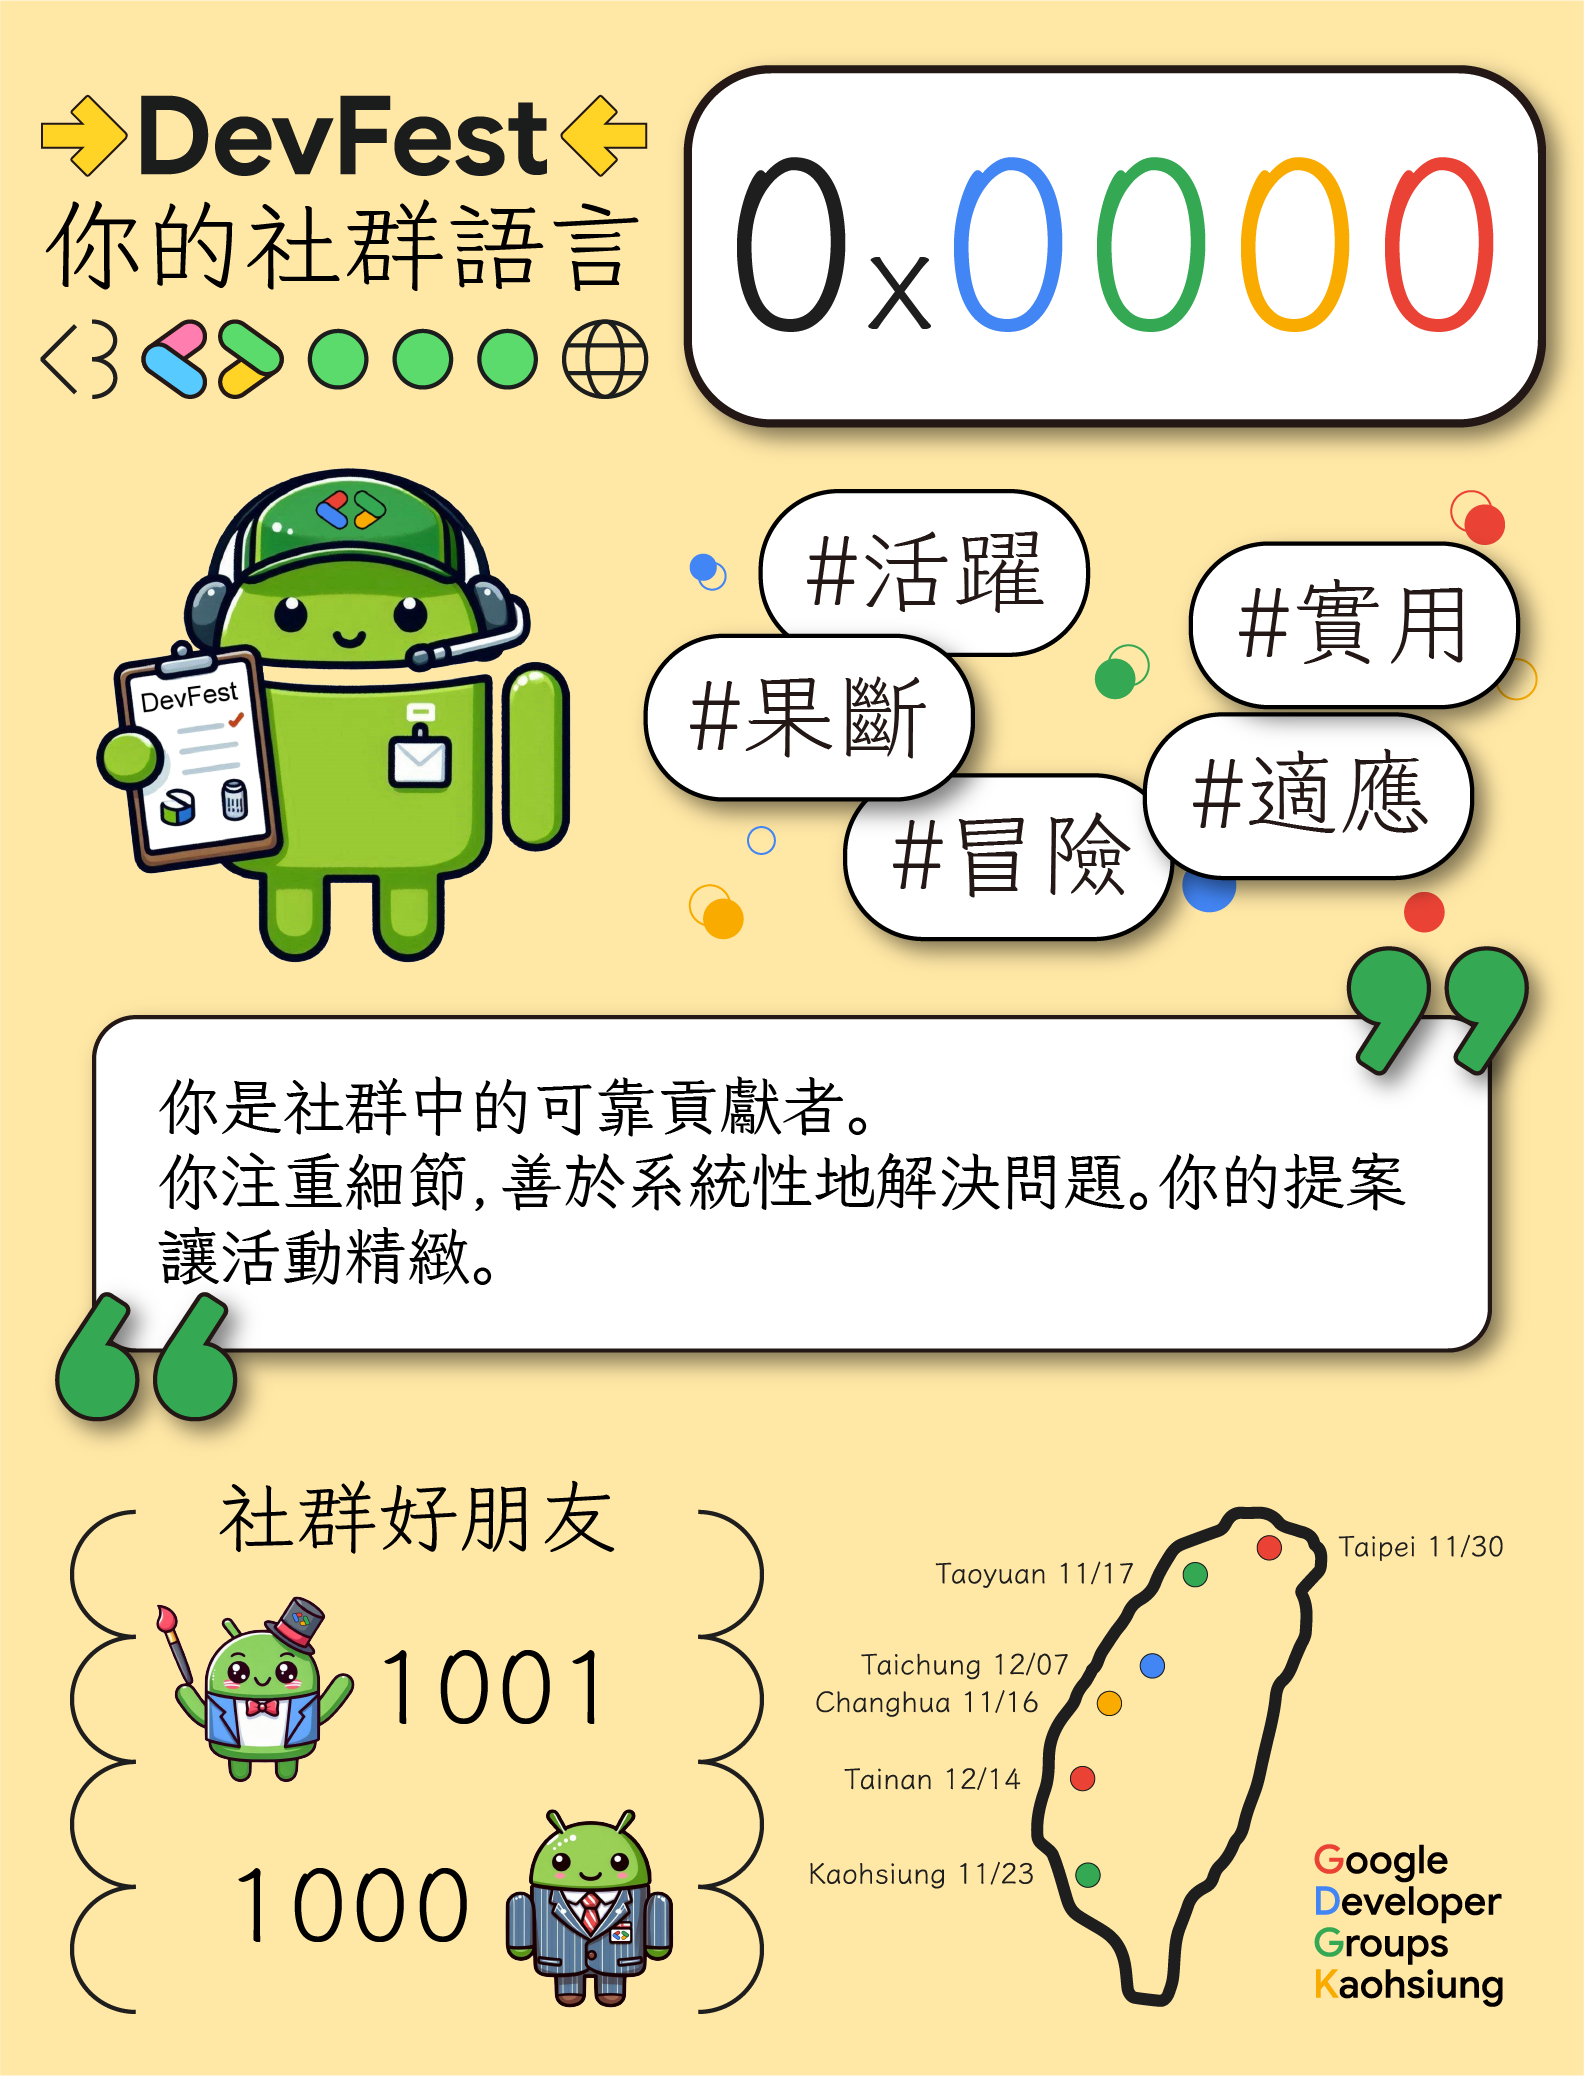 DevFest
你的社群語言
0x0000
DevFest
#活躍
#實用
#果斷
#適應
#冒險
你是社群中的可靠貢獻者。
你注重細節,善於系統性地解決問題。你的提案
讓活動精緻。
社群好朋友
1001
1000
Taipei 11/30
Taoyuan 11/17
Taichung 12/07
Changhua 11/16
Tainan 12/14
Kaohsiung 11/23
Google
Developer
Groups
Kaohsiung